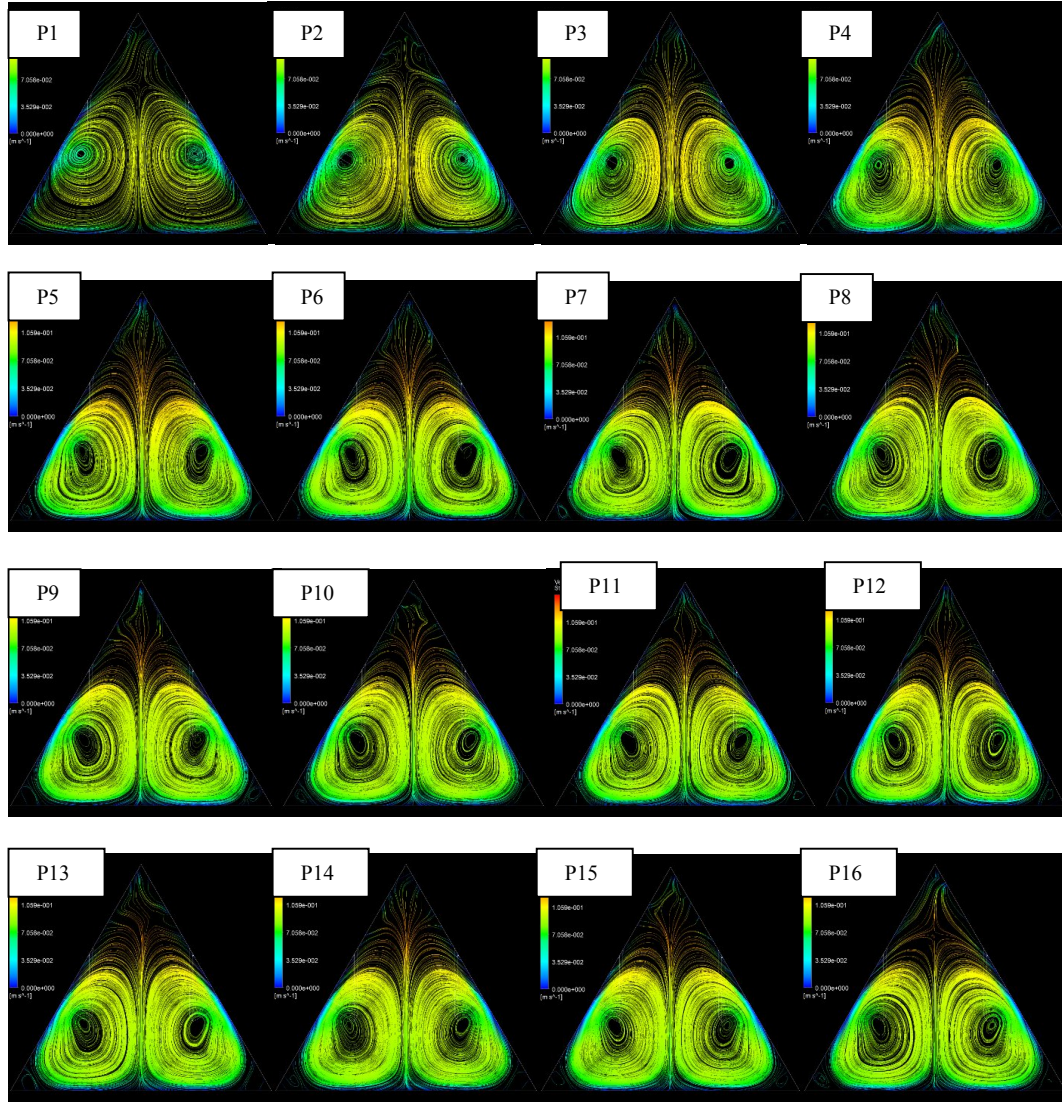 P1
7.058e-002
3.529e-002
0.000e+000
[m s^-1]
P2
7.058e-002
3.529e-002
0.000e+000
[m s^-1]
P3
7.058e-002
3.529e-002
0.000e+000
[m s^-1]
P4
7.058e-002
3.529e-002
0.000e+000
[m s^-1]
P5
1.059e-001
7.058e-002
3.529e-002
0.000e+000
[m s^-1]
P6
1.059e-001
7.058e-002
3.529e-002
0.000e+000
[m s^-1]
P7
1.059e-001
7.058e-002
3.529e-002
0.000e+000
[m s^-1]
P8
1.059e-001
7.058e-002
3.529e-002
0.000e+000
[m s^-1]
P9
1.059e-001
7.058e-002
3.529e-002
0.000e+000
[m s^-1]
P10
1.059e-001
7.058e-002
3.529e-002
0.000e+000
[m s^-1]
P11
1.059e-001
7.058e-002
3.529e-002
0.000e+000
[m s^-1]
P12
1.059e-001
7.058e-002
3.529e-002
0.000e+000
[m s^-1]
P13
1.059e-001
7.058e-002
3.529e-002
0.000e+000
[m s^-1]
P14
1.059e-001
7.058e-002
3.529e-002
0.000e+000
[m s^-1]
P15
1.059e-001
7.058e-002
3.529e-002
0.000e+000
[m s^-1]
P16
1.059e-001
7.058e-002
3.529e-002
0.000e+000
[m s^-1]